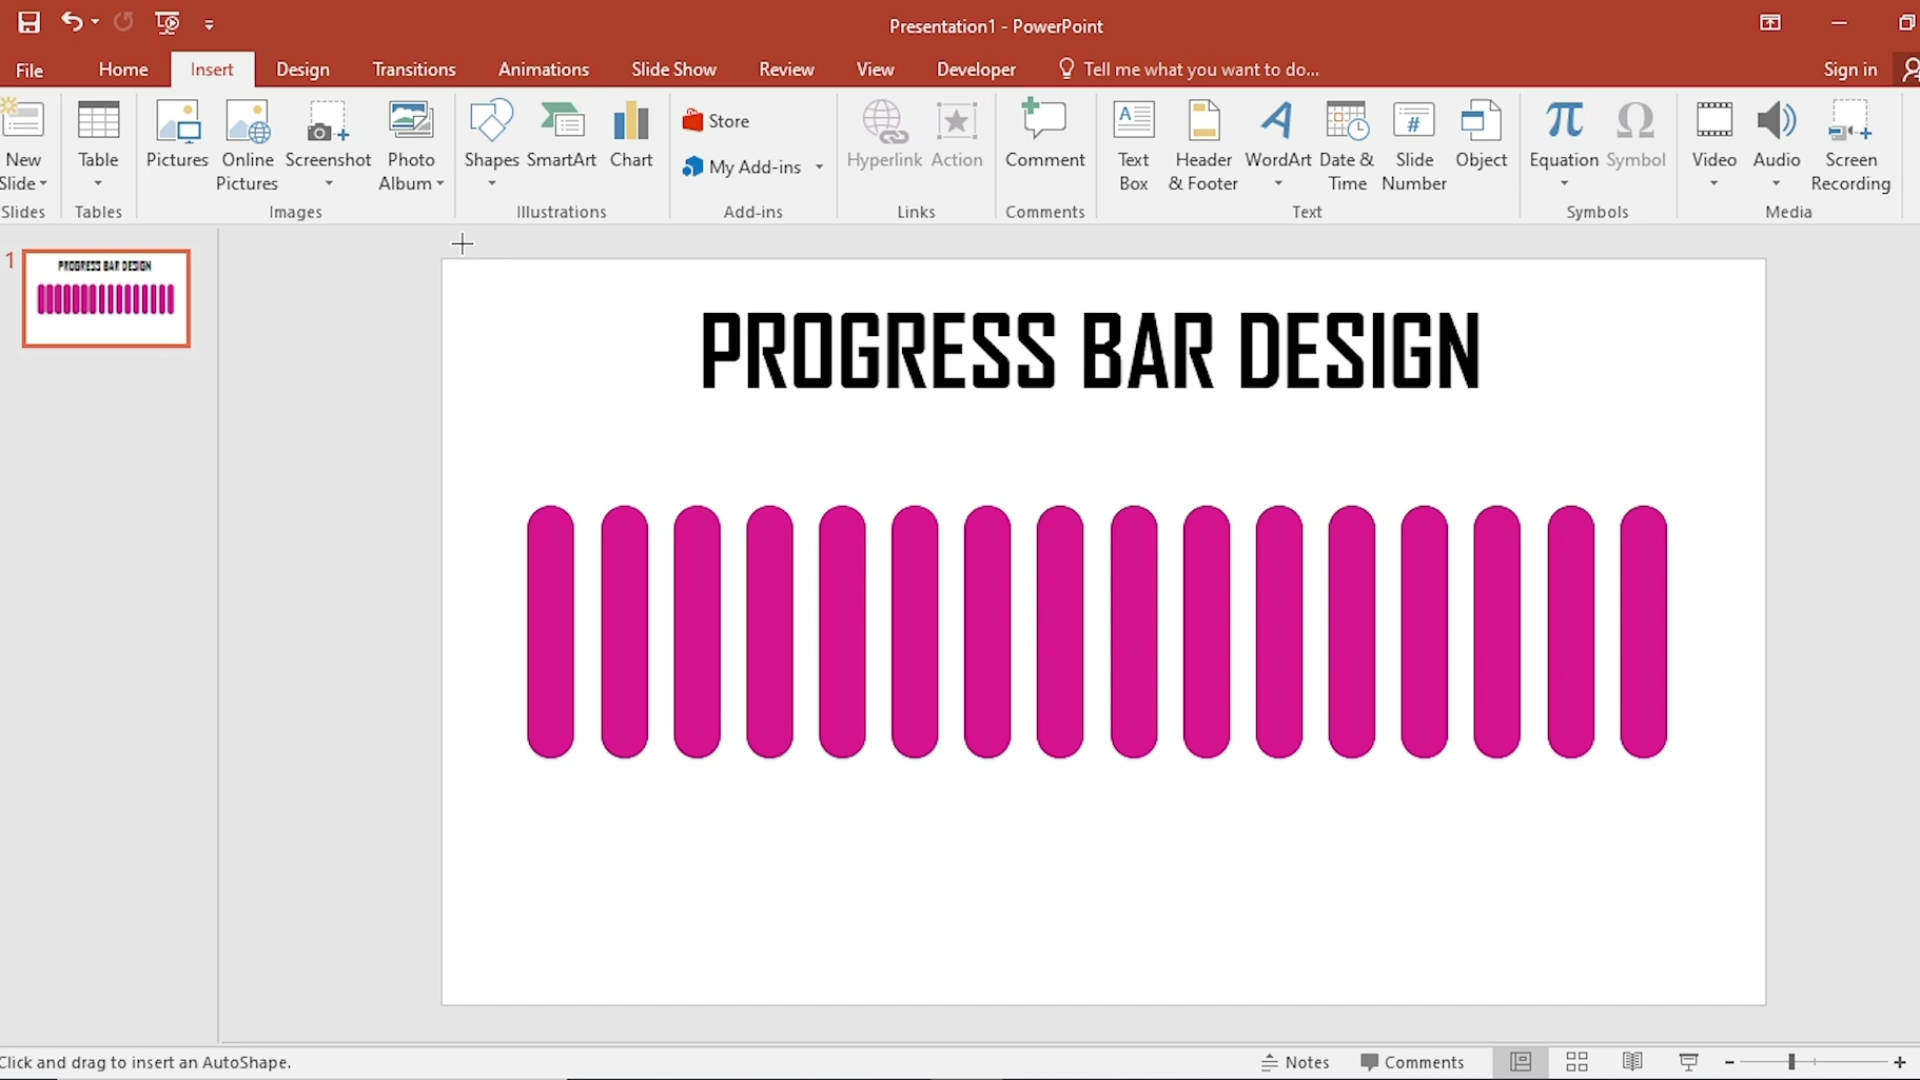 Presentation1 - PowerPoint
File Home Insert Design Transitions Animations Slide Show Review View Developer Tell me what you want to do... Sign in
New Slide
Table
Pictures
Online Pictures
Screenshot
Photo Album
Shapes
SmartArt
Chart
Store
My Add-ins
Hyperlink
Action
Comment
Text Box
Header & Footer
WordArt
Date & Time
Slide Number
Object
Equation
Symbol
Video
Audio
Screen Recording
Slides Tables Images Illustrations Add-ins Links Comments Text Symbols Media
1
PROGRESS BAR DESIGN
PROGRESS BAR DESIGN
Click and drag to insert an AutoShape.
Notes Comments